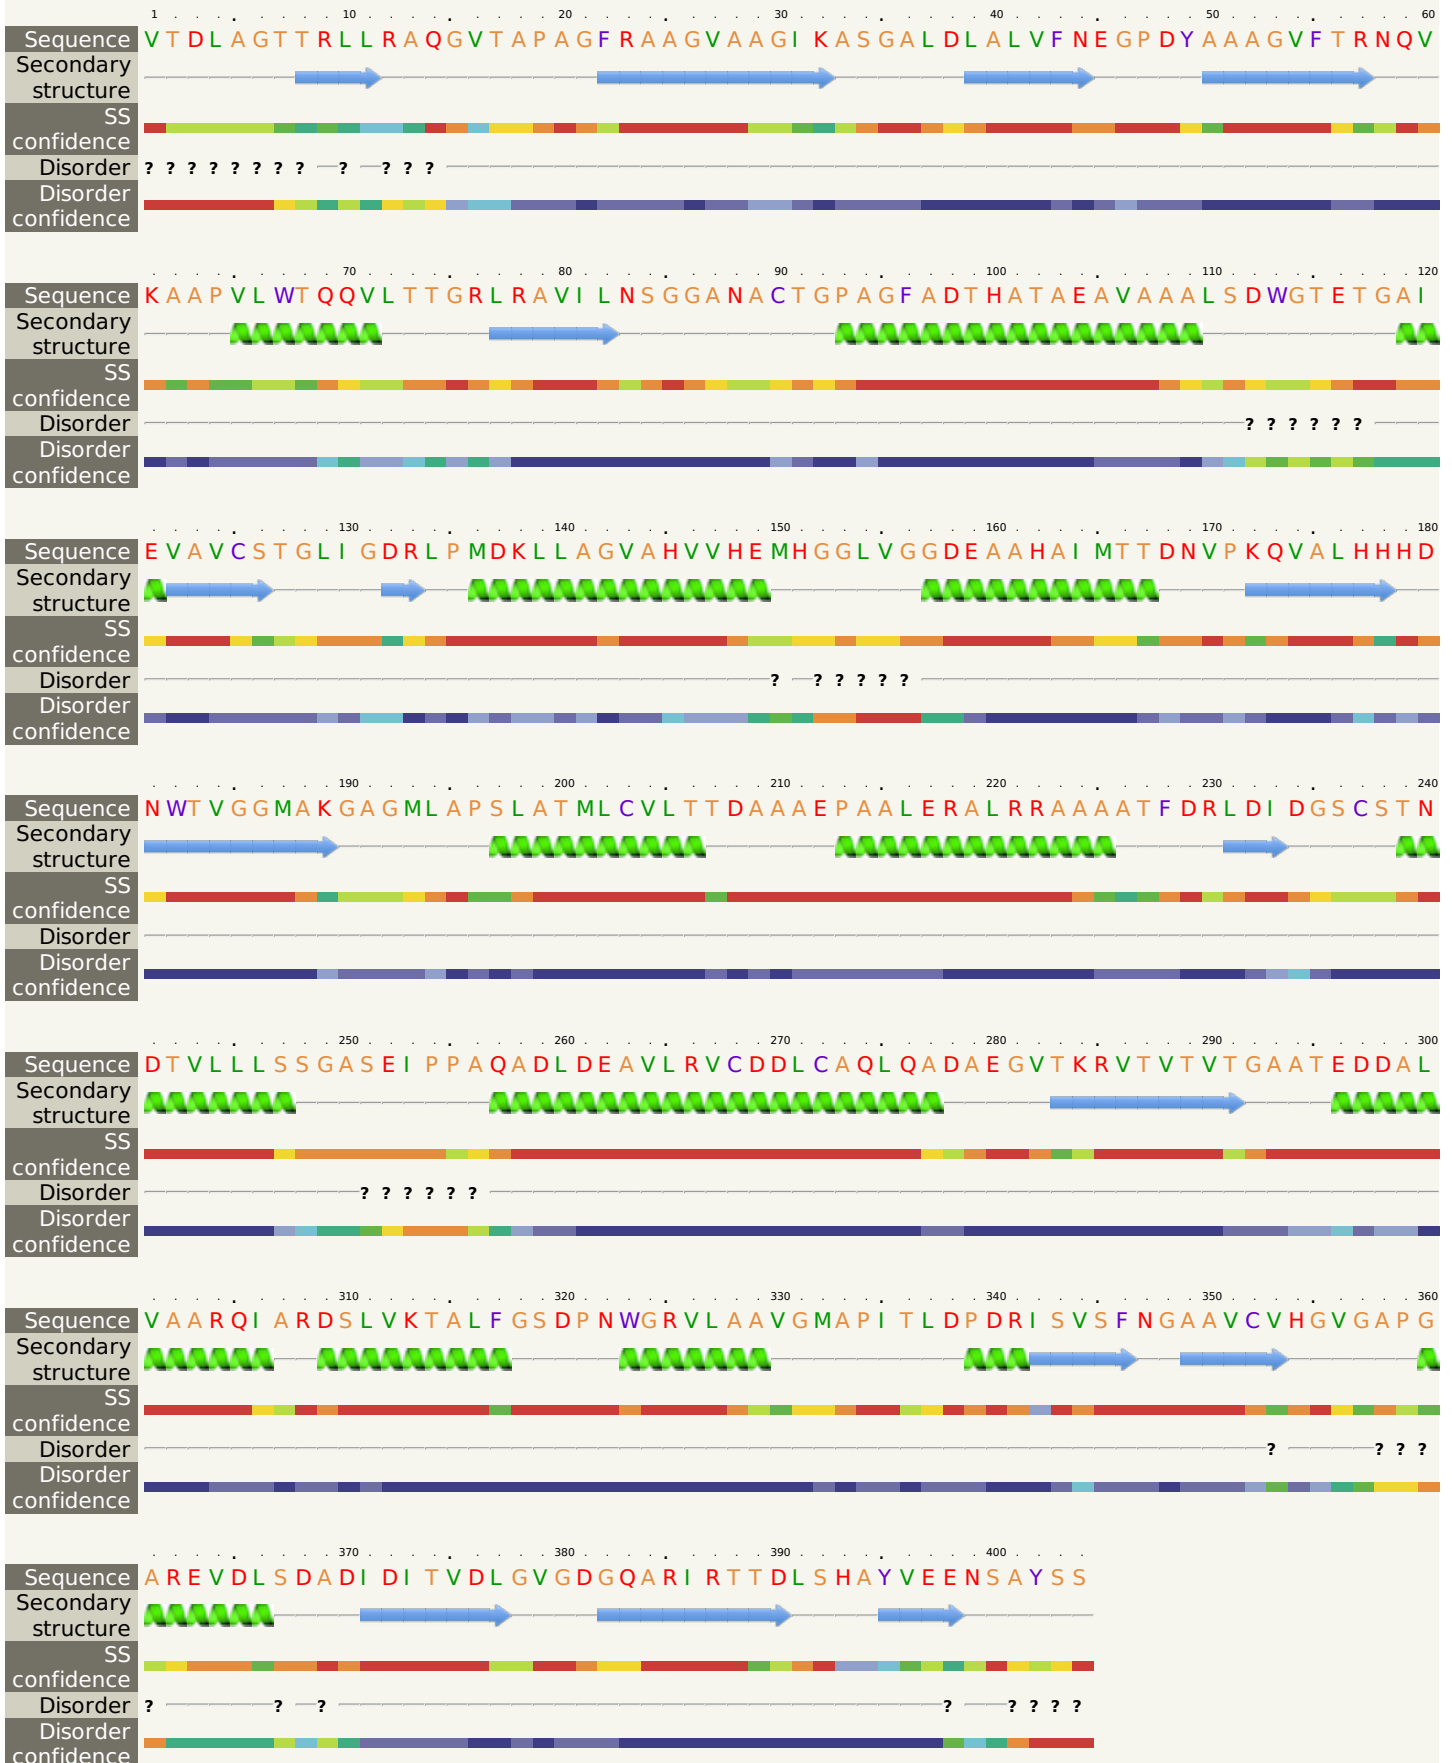 1 10 20 30 40 50 60
Sequence VTDLAGTTRLLRAQGVTAPAGFRAAGVAAGIKASGALDLALVFNEGPDYAAAGVFTRNQV
Secondary
structure
SS
confidence
Disorder ? ? ? ? ? ? ? ? ? ? ? ?
Disorder
confidence
70 80 90 100 110 120
Sequence KAAPVLWTQQVLTTGRLRAVILNSGGANACTGPAGFADTHATAEAVAAALSDWGTETGAI
Secondary
structure
SS
confidence
Disorder ? ? ? ? ? ?
Disorder
confidence
130 140 150 160 170 180
Sequence EVAVCSTGLIGDRLPMDKLLAGVAHVVHEMHGGLVGGDEAAHAIMTTDNVPKQVALHHHD
Secondary
structure
SS
confidence
Disorder ? ? ? ? ? ?
Disorder
confidence
190 200 210 220 230 240
Sequence NWTVGGMAKGAGMLAPSLATMLCVLTTDAAAEPAALERALRRAAAATFDRLDIDGSCSTN
Secondary
structure
SS
confidence
Disorder
Disorder
confidence
250 260 270 280 290 300
Sequence DTVLLLSSGASEIPPAQADLDEAVLRVCDDLCAQLQADAEGVTKRVTVTVTGAATEDDAL
Secondary
structure
SS
confidence
Disorder ? ? ? ? ? ?
Disorder
confidence
310 320 330 340 350 360
Sequence VAARQIARDSLVKTALFGSDPNWGRVLAAVGMAPITLDPDRISVSFNGAAVCVHGVGAPG
Secondary
structure
SS
confidence
Disorder ? ? ? ?
Disorder
confidence
370 380 390 400
Sequence AREVDLSDADIDITVDLGVGDGQARIRTTDLSHAYVEENSAYSS
Secondary
structure
SS
confidence
Disorder ? ? ? ? ? ? ? ?
Disorder
confidence